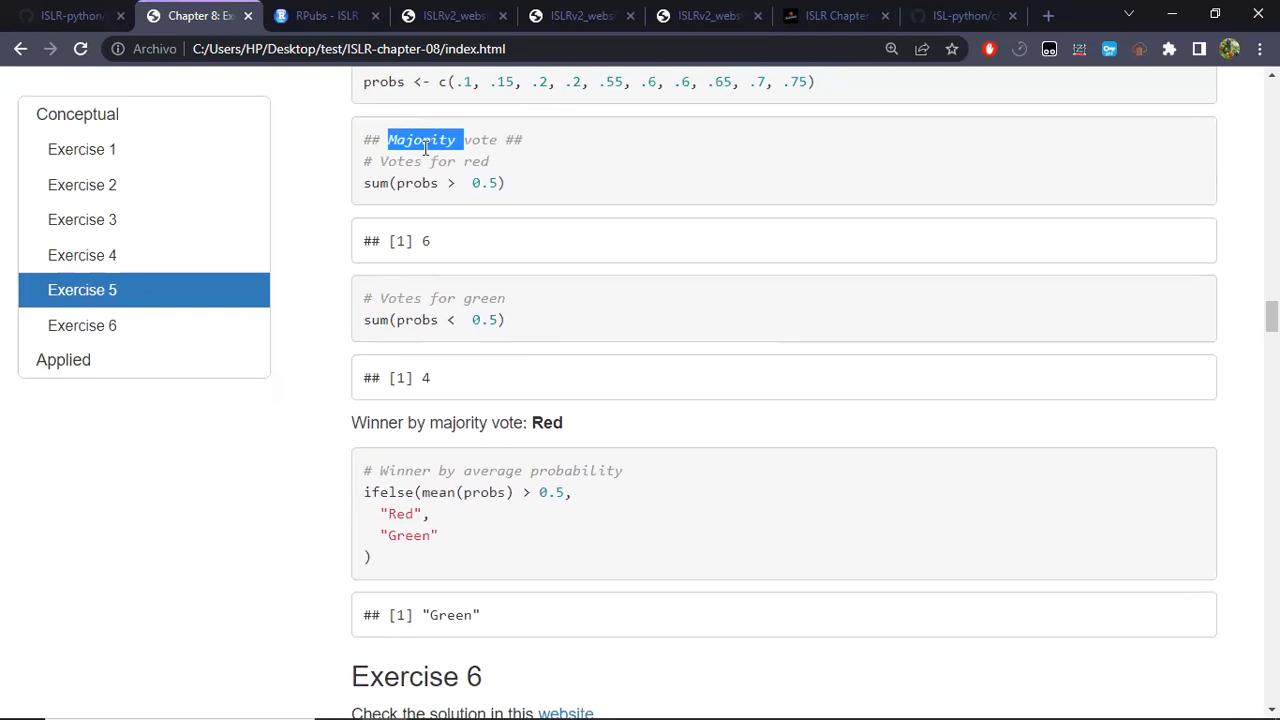 ISLR-python/
Chapter 8: Ex
RPubs - ISLR
ISLRv2_webs
ISLRv2_webs
ISLRv2_webs
ISLR Chapter
ISL-python/c
Archivo
C:/Users/HP/Desktop/test/ISLR-chapter-08/index.html
Conceptual
Exercise 1
Exercise 2
Exercise 3
Exercise 4
Exercise 5
Exercise 6
Applied
probs <- c(.1, .15, .2, .2, .55, .6, .6, .65, .7, .75)
## Majority vote ##
# Votes for red
sum(probs >  0.5)
## [1] 6
# Votes for green
sum(probs <  0.5)
## [1] 4
Winner by majority vote: Red
# Winner by average probability
ifelse(mean(probs) > 0.5,
"Red",
"Green"
)
## [1] "Green"
Exercise 6
Check the solution in this website.